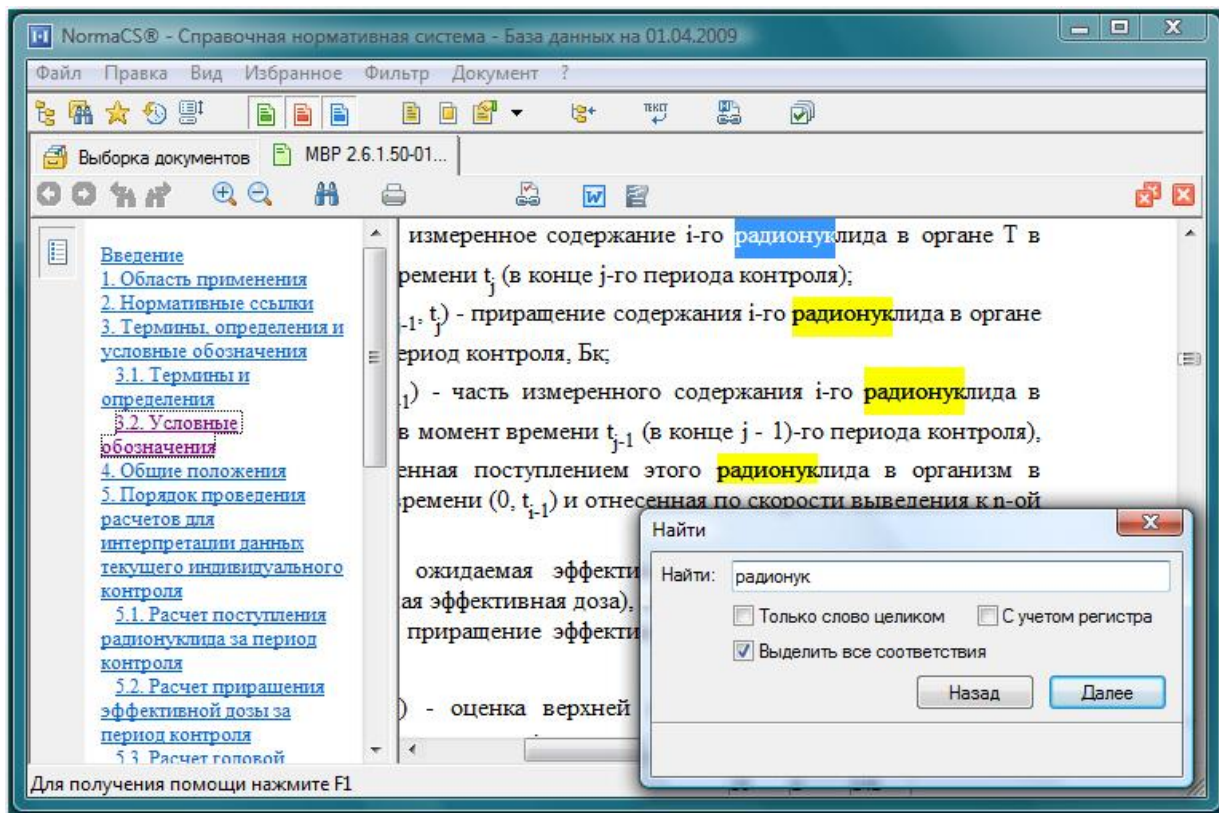 NormaCS® - Справочная нормативная система - База данных на 01.04.2009
Файл Правка Вид Избранное Фильтр Документ ?
ТЕКСТ
Выборка документов МВР 2.6.1.50-01...
Введение
1. Область применения
2. Нормативные ссылки
3. Термины, определения и
условные обозначения
3.1. Термины и
определения
3.2. Условные
обозначения
4. Общие положения
5. Порядок проведения
расчетов для
интерпретации данных
текущего индивидуального
контроля
5.1. Расчет поступления
радионуклида за период
контроля
5.2. Расчет приращения
эффективной дозы за
период контроля
5.3. Расчет годовой
измеренное содержание i-го радионуклида в органе Т в
ремени tj (в конце j-го периода контроля);
-1, tj) - приращение содержания i-го радионуклида в органе
ериод контроля, Бк;
1) - часть измеренного содержания i-го радионуклида в
в момент времени tj-1 (в конце j - 1)-го периода контроля),
енная поступлением этого радионуклида в организм в
ремени (0, ti-1) и отнесенная по скорости выведения к n-ой
ожидаемая эффекти
ая эффективная доза),
приращение эффекти
) - оценка верхней
Найти
Найти: радионук
Только слово целиком С учетом регистра
Выделить все соответствия
Назад Далее
Для получения помощи нажмите F1